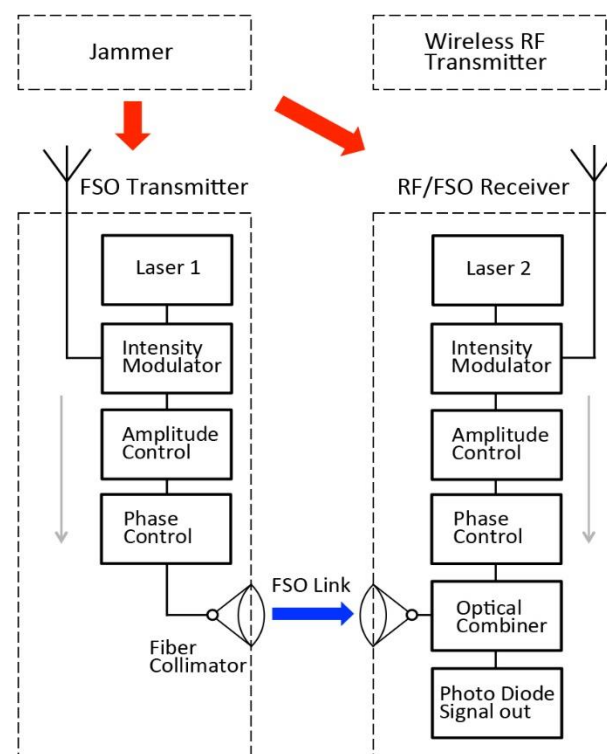 Jammer
Wireless RF
Transmitter
FSO Transmitter
RF/FSO Receiver
Laser 1
Intensity
Modulator
Amplitude
Control
Phase
Control
Fiber
Collimator
FSO Link
Laser 2
Intensity
Modulator
Amplitude
Control
Phase
Control
Optical
Combiner
Photo Diode
Signal out